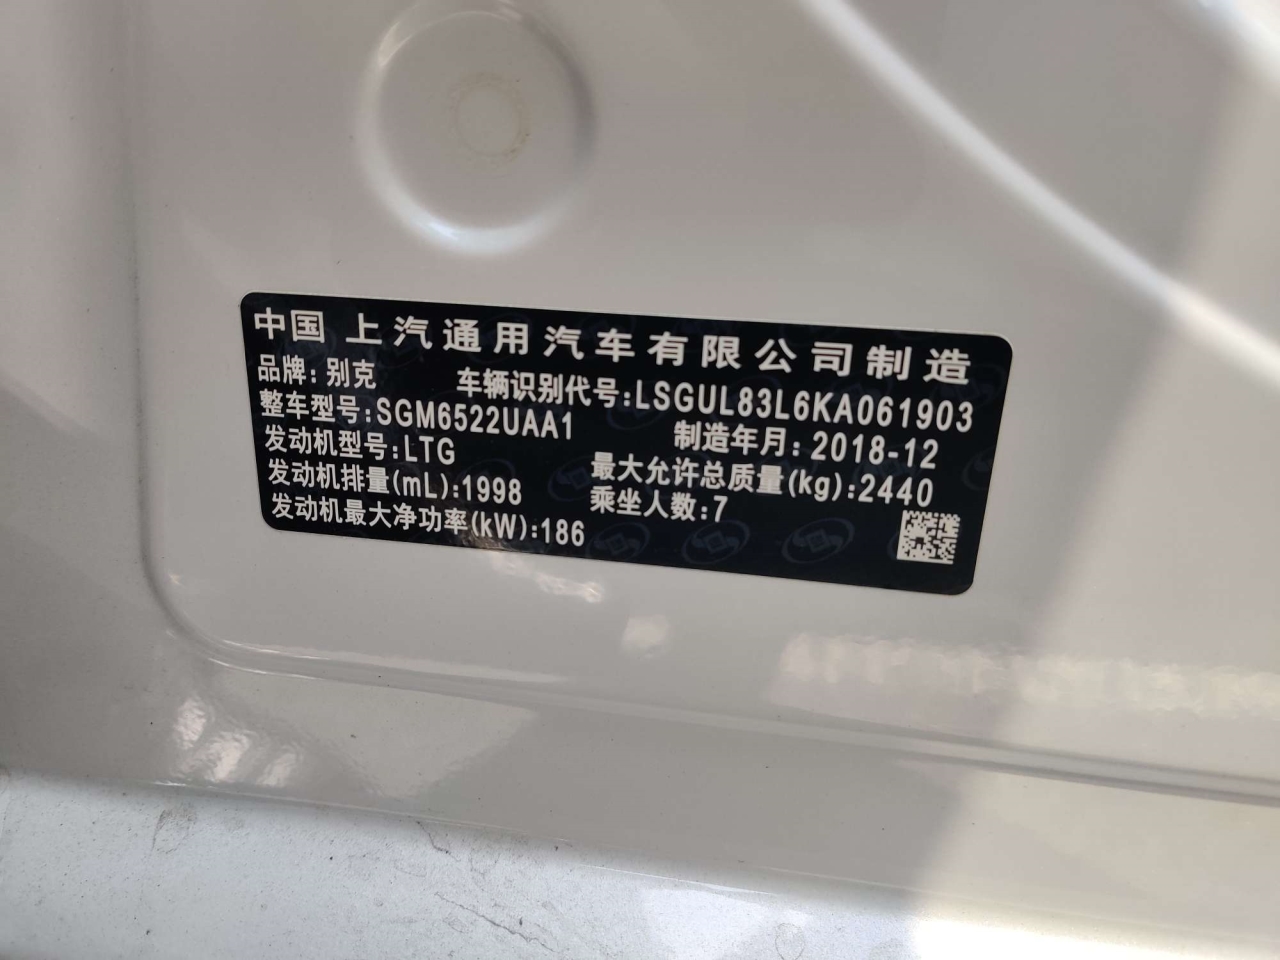 中国 上汽通用汽车有限公司制造
品牌:别克 车辆识别代号:LSGUL83L6KA061903
整车型号:SGM6522UAA1 制造年月:2018-12
发动机型号:LTG 最大允许总质量(kg):2440
发动机排量(mL):1998 乘坐人数:7
发动机最大净功率(kW):186